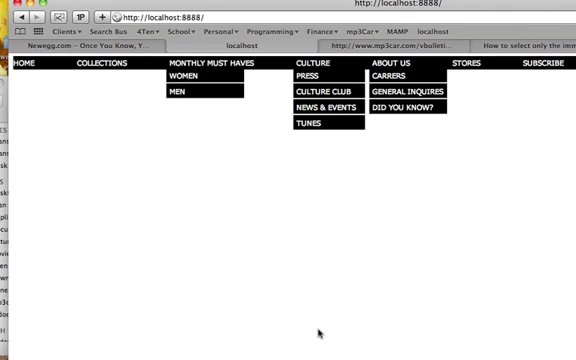 http://localhost:8888/
1P http://localhost:8888/
Clients Search Bus 4Ten School Personal Programming Finance mp3Car MAMP localhost
Newegg.com – Once You Know, Y... localhost http://www.mp3car.com/vbulleti... How to select only the imm
HOME COLLECTIONS MONTHLY MUST HAVES CULTURE ABOUT US STORES SUBSCRIBE
WOMEN PRESS CARRERS
MEN CULTURE CLUB GENERAL INQUIRES
NEWS & EVENTS DID YOU KNOW?
TUNES